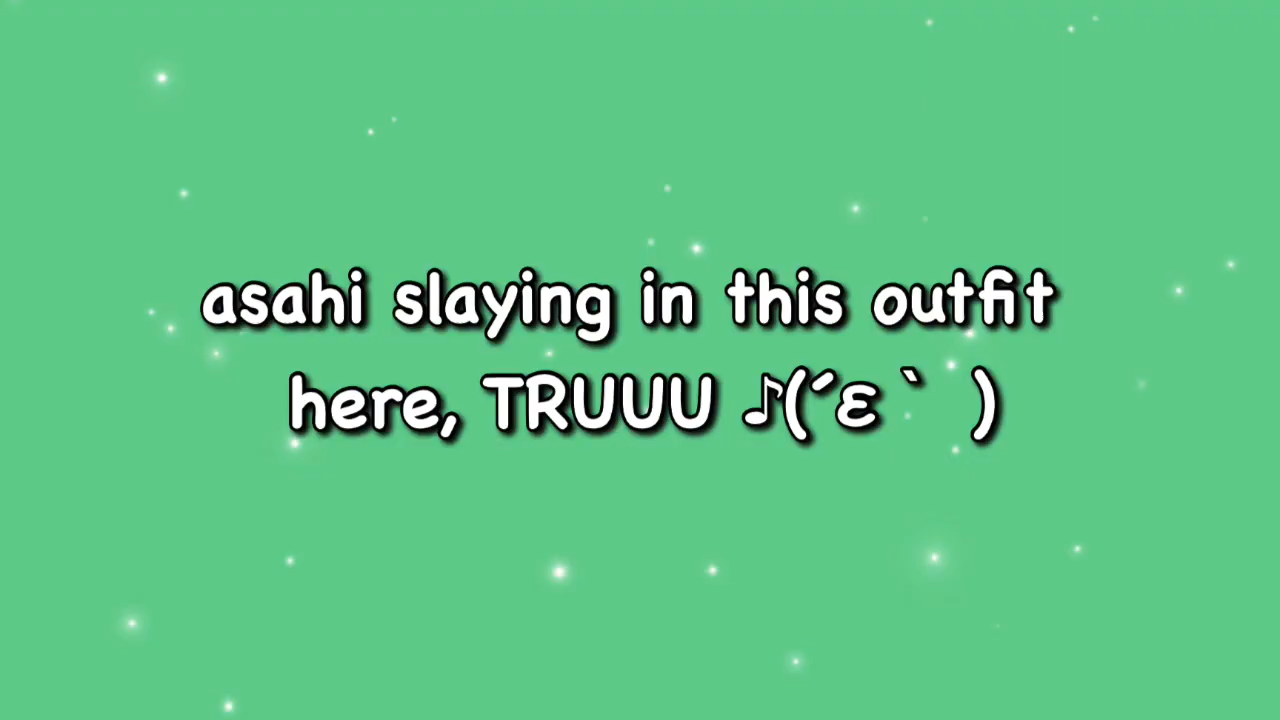 asahi slaying in this outfit
here, TRUUU ♪(´ε｀ )